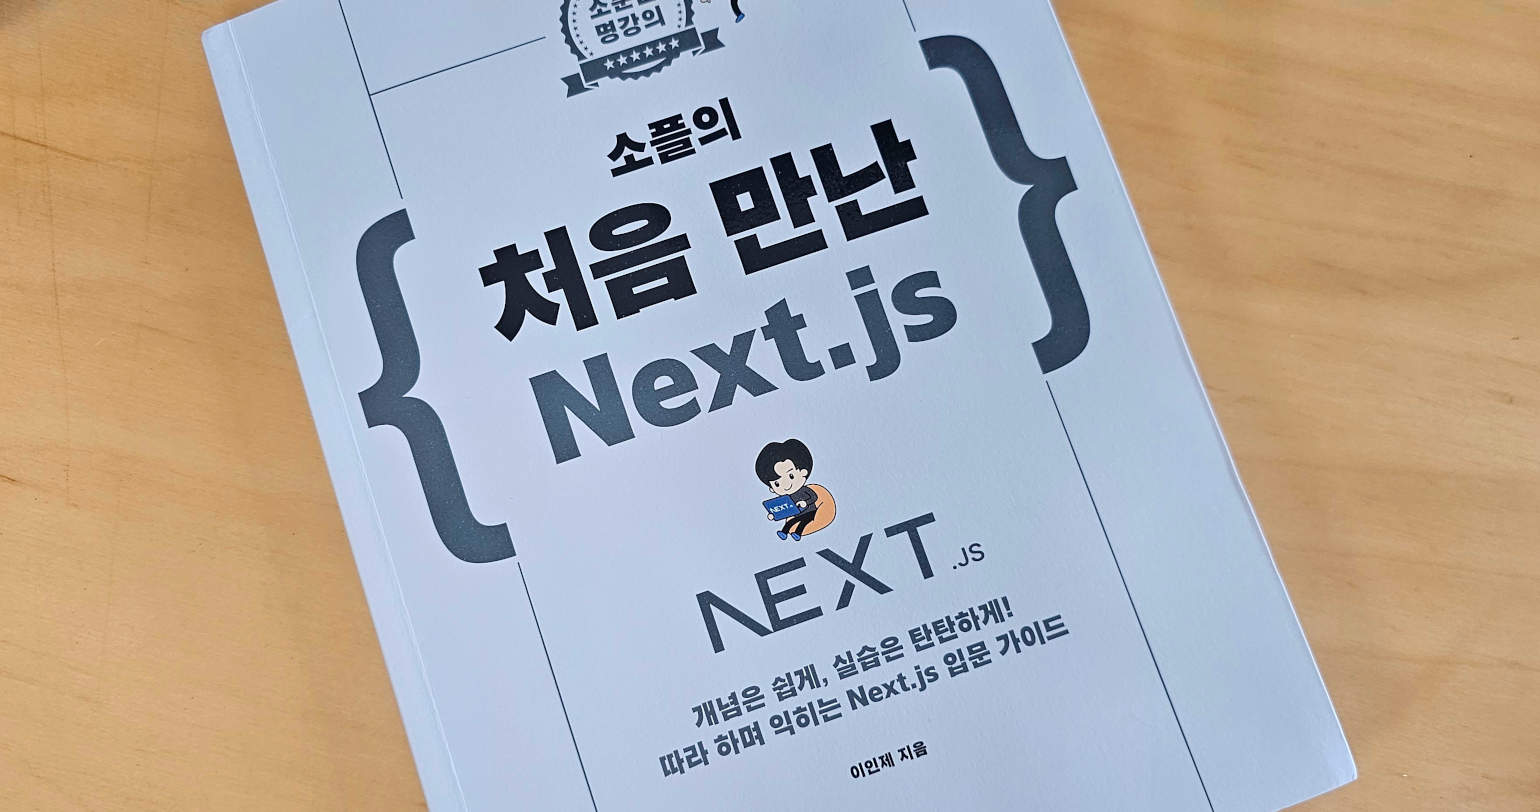 명강의
소플의
처음 만난
Next.js
NEXT.JS
NEXT.JS
개념은 쉽게, 실습은 탄탄하게!
따라 하며 익히는 Next.js 입문 가이드
이인제 지음